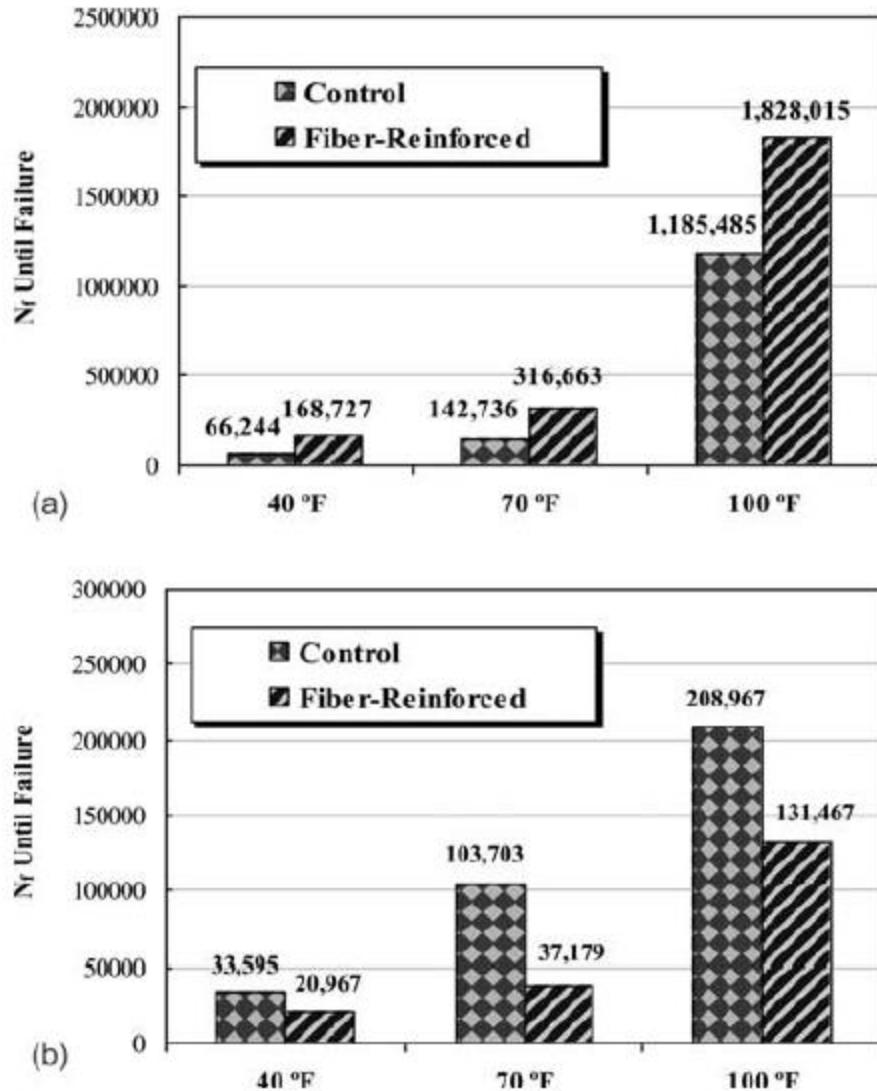 2500000
2000000
1500000
1000000
500000
0
N_f Until Failure
Control
Fiber-Reinforced
66,244
168,727
142,736
316,663
1,185,485
1,828,015
40 °F
70 °F
100 °F
(a)
300000
250000
200000
150000
100000
50000
0
N_f Until Failure
Control
Fiber-Reinforced
33,595
20,967
103,703
37,179
208,967
131,467
40 °F
70 °F
100 °F
(b)